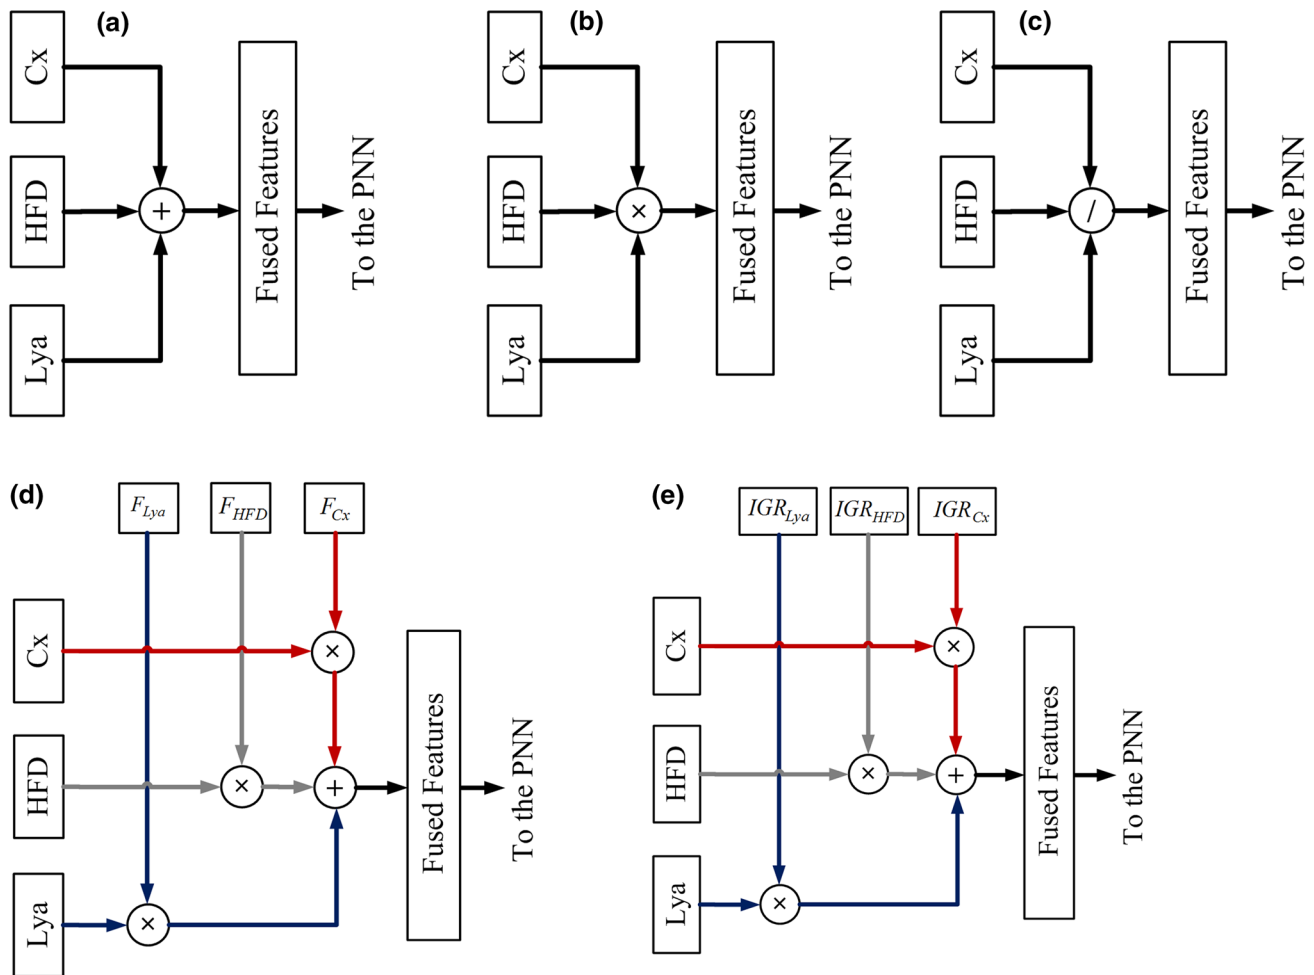 (a)
Cx
HFD
Lya
+
Fused Features
To the PNN
(b)
Cx
HFD
Lya
×
Fused Features
To the PNN
(c)
Cx
HFD
Lya
/
Fused Features
To the PNN
(d)
F_Lya
F_HFD
F_Cx
Cx
×
HFD
×
+
Lya
×
Fused Features
To the PNN
(e)
IGR_Lya
IGR_HFD
IGR_Cx
Cx
×
HFD
×
+
Lya
×
Fused Features
To the PNN